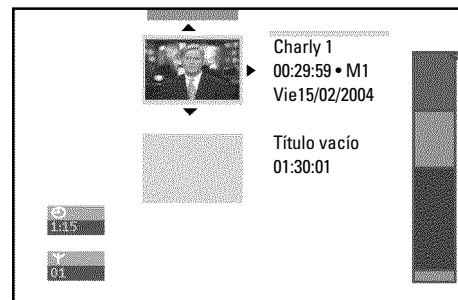 Charly 1
00:29:59 • M1
Vie15/02/2004
Título vacío
01:30:01
1:15
01